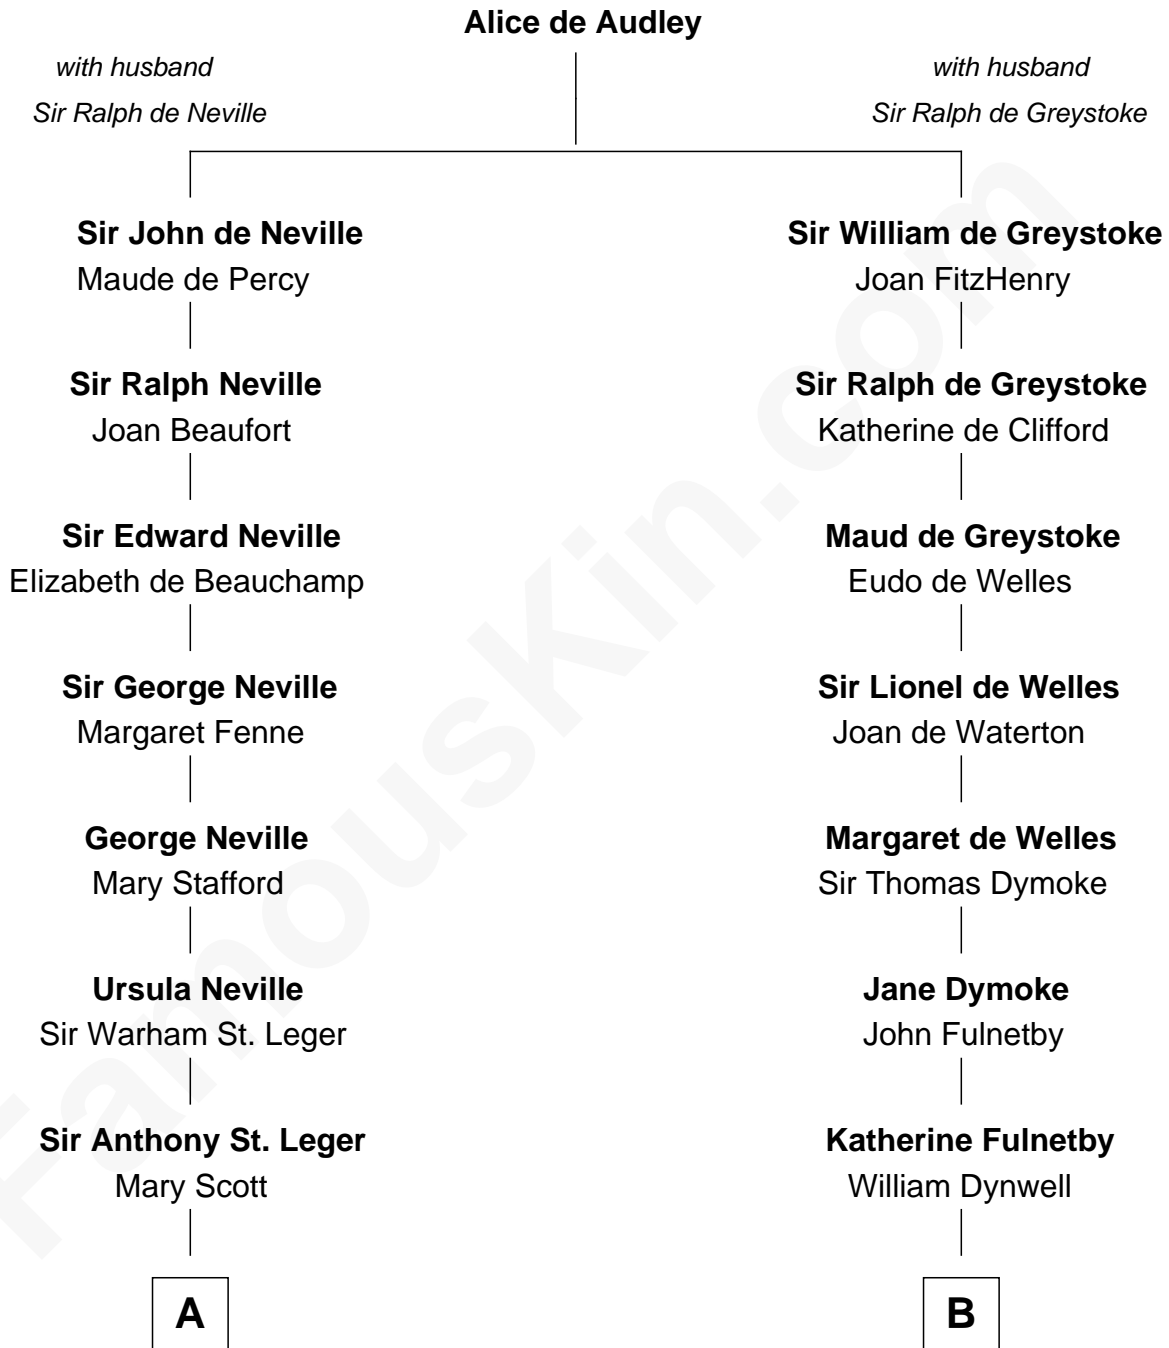 Alice de Audley
with husband
Sir Ralph de Neville
with husband
Sir Ralph de Greystoke
Sir John de Neville
Maude de Percy
Sir William de Greystoke
Joan FitzHenry
Sir Ralph Neville
Joan Beaufort
Sir Ralph de Greystoke
Katherine de Clifford
Sir Edward Neville
Elizabeth de Beauchamp
Maud de Greystoke
Eudo de Welles
Sir George Neville
Margaret Fenne
Sir Lionel de Welles
Joan de Waterton
George Neville
Mary Stafford
Margaret de Welles
Sir Thomas Dymoke
Ursula Neville
Sir Warham St. Leger
Jane Dymoke
John Fulnetby
Sir Anthony St. Leger
Mary Scott
Katherine Fulnetby
William Dynwell
A
B
FamousKin.com